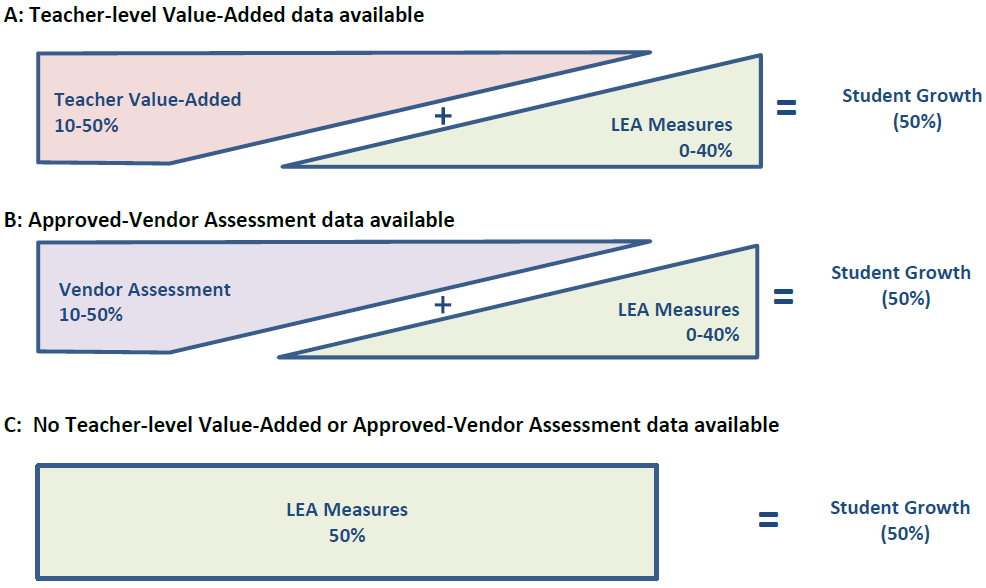 A: Teacher-level Value-Added data available
Teacher Value-Added
10-50%
+
LEA Measures
0-40%
=
Student Growth
(50%)
B: Approved-Vendor Assessment data available
Vendor Assessment
10-50%
+
LEA Measures
0-40%
=
Student Growth
(50%)
C: No Teacher-level Value-Added or Approved-Vendor Assessment data available
LEA Measures
50%
=
Student Growth
(50%)